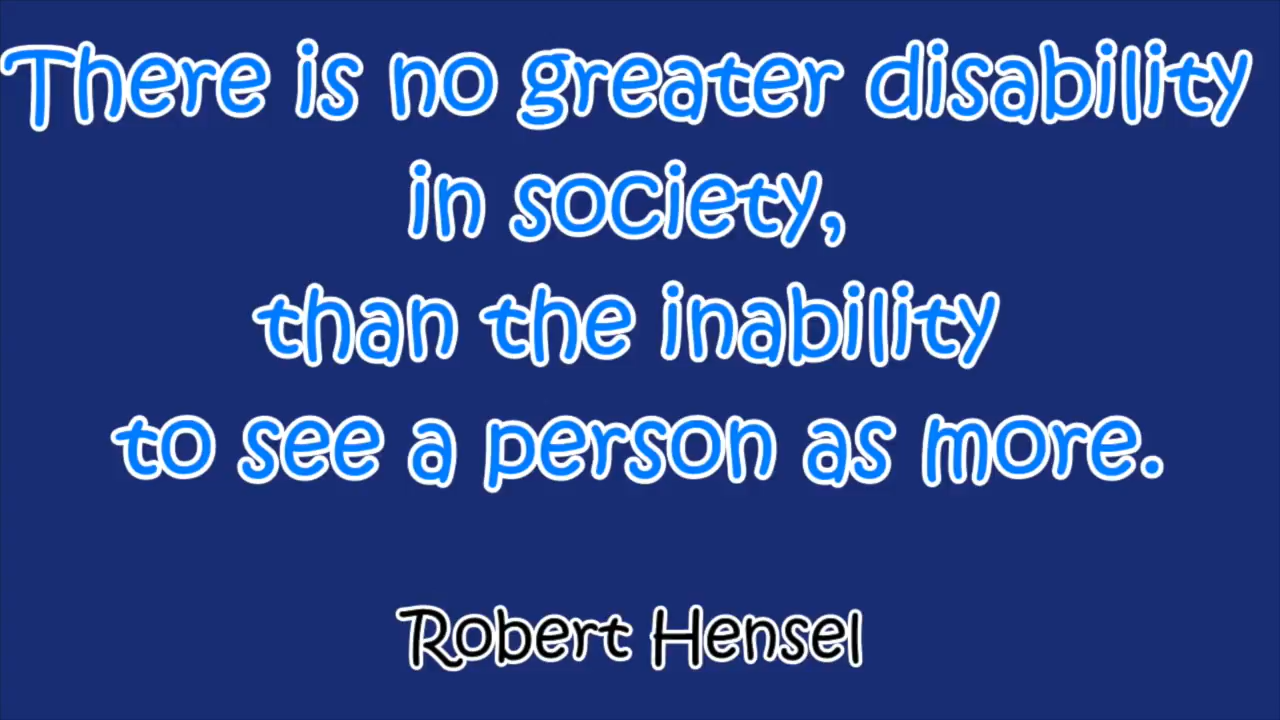 There is no greater disability
in society,
than the inability
to see a person as more.
Robert Hensel